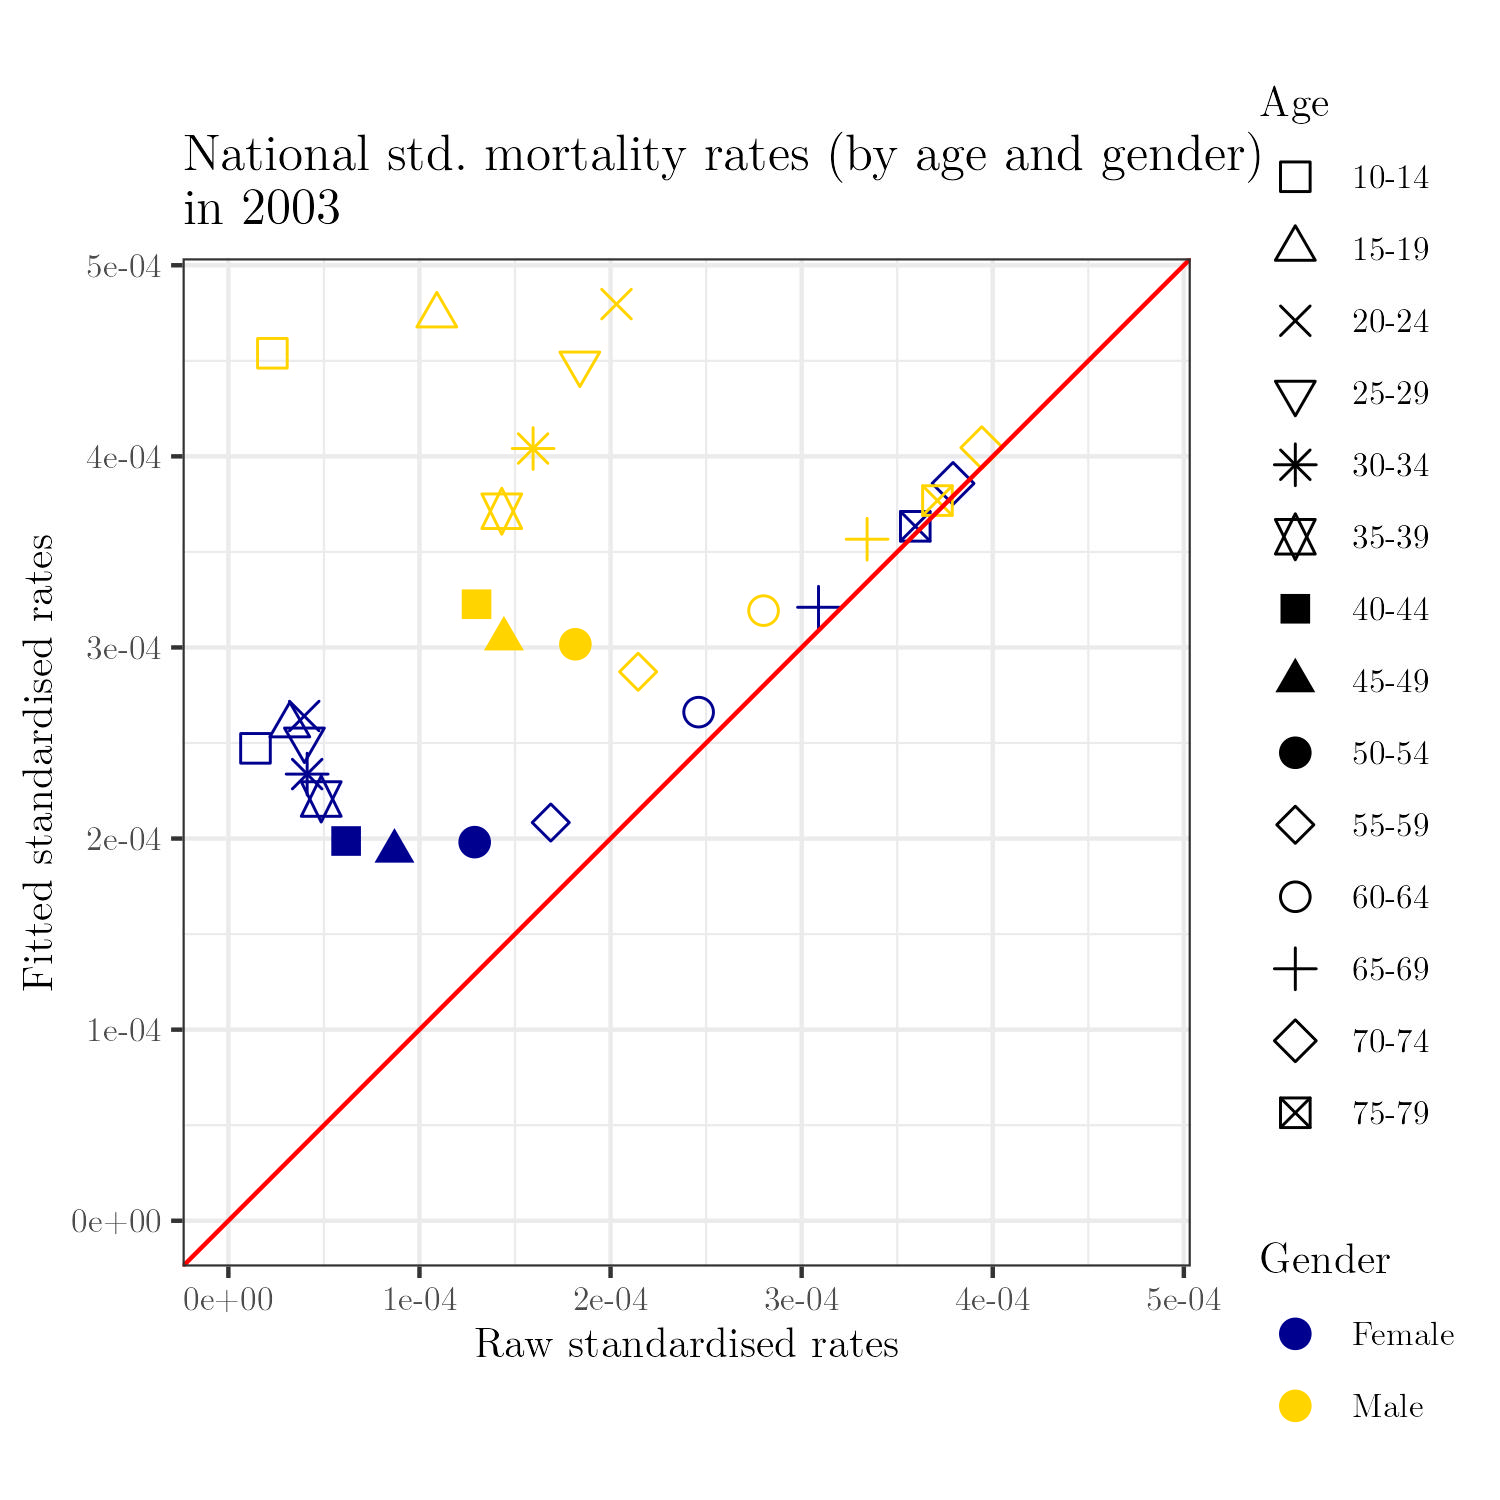 National std. mortality rates (by age and gender)
in 2003
5e-04
4e-04
3e-04
2e-04
1e-04
0e+00
Fitted standardised rates
0e+00
1e-04
2e-04
3e-04
4e-04
5e-04
Raw standardised rates
Age
10-14
15-19
20-24
25-29
30-34
35-39
40-44
45-49
50-54
55-59
60-64
65-69
70-74
75-79
Gender
Female
Male